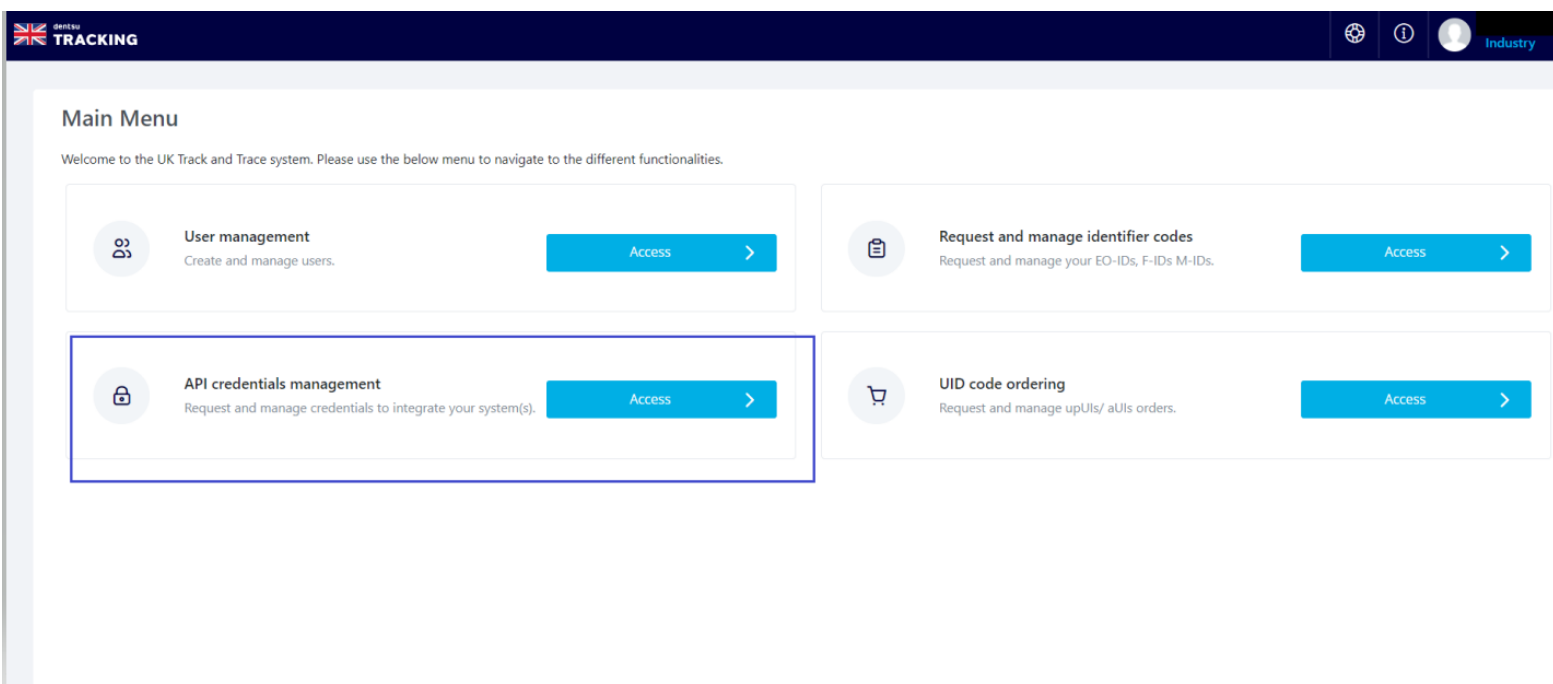 dentsu
TRACKING
Industry
Main Menu
Welcome to the UK Track and Trace system. Please use the below menu to navigate to the different functionalities.
User management
Create and manage users.
Access
Request and manage identifier codes
Request and manage your EO-IDs, F-IDs M-IDs.
Access
API credentials management
Request and manage credentials to integrate your system(s).
Access
UID code ordering
Request and manage upUIs/ aUIs orders.
Access